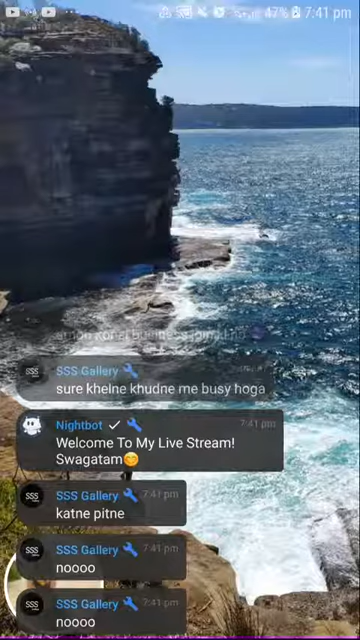 47% 7:41 pm
SSS Gallery
sure khelne khudne me busy hoga
Nightbot 7:41 pm
Welcome To My Live Stream!
Swagatam😊
SSS Gallery 7:41 pm
katne pitne
SSS Gallery 7:41 pm
noooo
SSS Gallery 7:41 pm
noooo